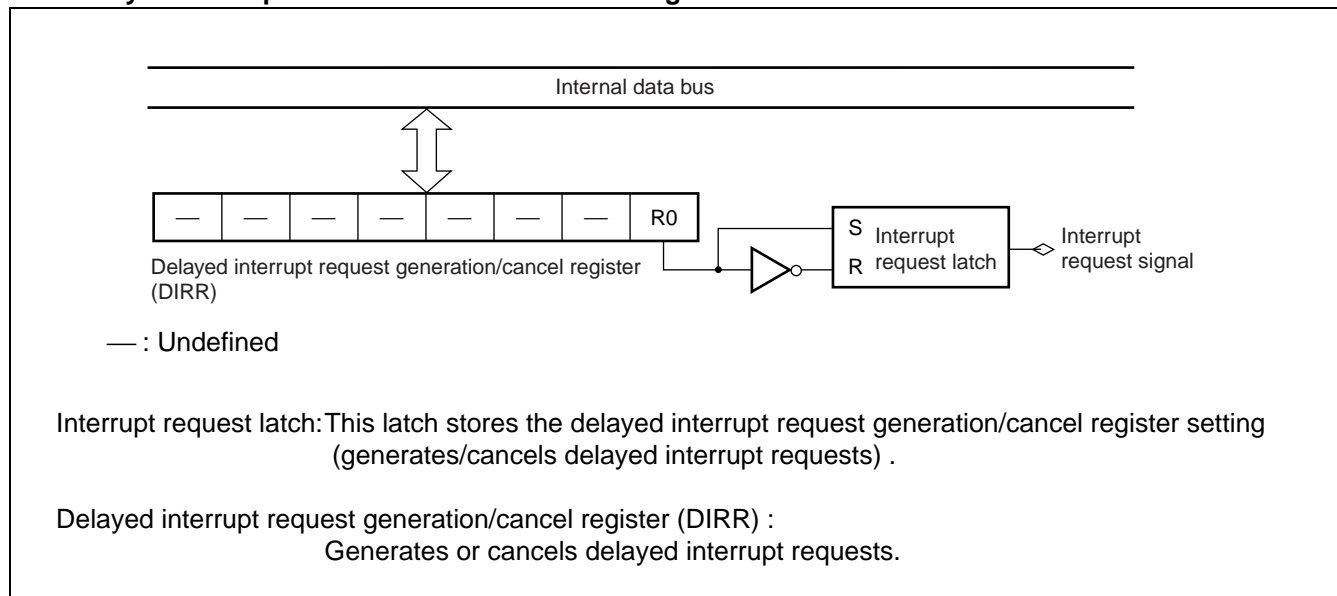 Internal data bus
— — — — — — — R0
S Interrupt
R request latch
Interrupt
request signal
Delayed interrupt request generation/cancel register
(DIRR)
— : Undefined
Interrupt request latch:This latch stores the delayed interrupt request generation/cancel register setting
(generates/cancels delayed interrupt requests) .
Delayed interrupt request generation/cancel register (DIRR) :
Generates or cancels delayed interrupt requests.